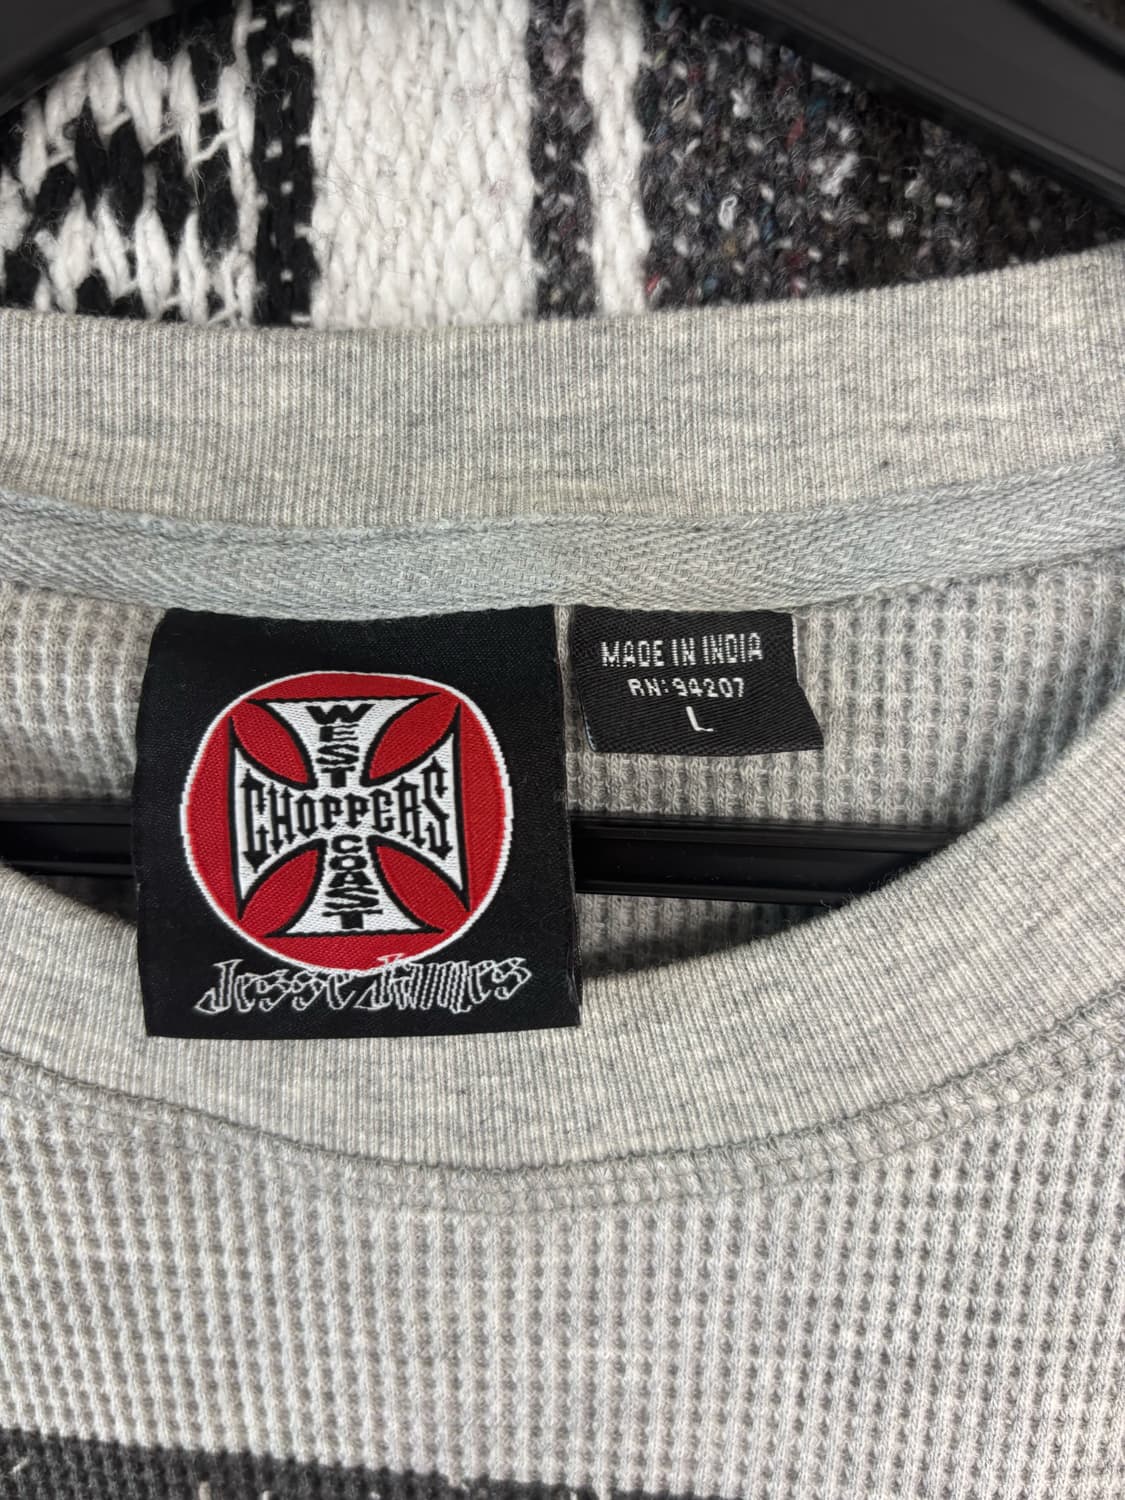 WEST COAST
CHOPPERS
Jesse James
MADE IN INDIA
RN: 94207
L